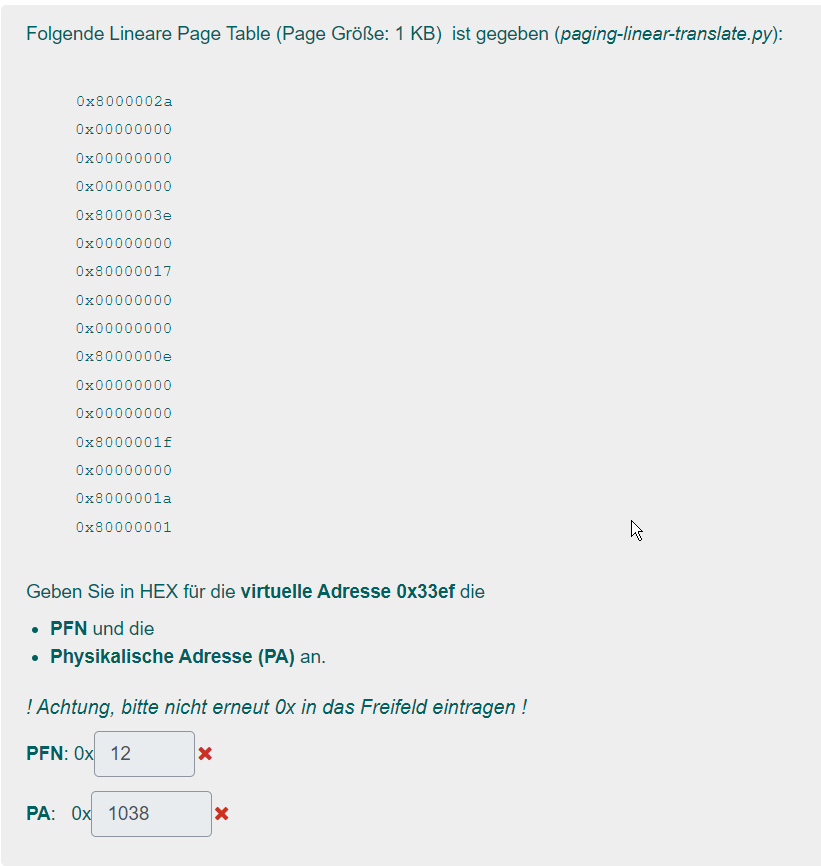 Folgende Lineare Page Table (Page Größe: 1 KB) ist gegeben (paging-linear-translate.py):
0x8000002a
0x00000000
0x00000000
0x00000000
0x8000003e
0x00000000
0x80000017
0x00000000
0x00000000
0x8000000e
0x00000000
0x00000000
0x8000001f
0x00000000
0x8000001a
0x80000001
Geben Sie in HEX für die virtuelle Adresse 0x33ef die
• PFN und die
• Physikalische Adresse (PA) an.
! Achtung, bitte nicht erneut 0x in das Freifeld eintragen !
PFN: 0x 12
PA: 0x 1038